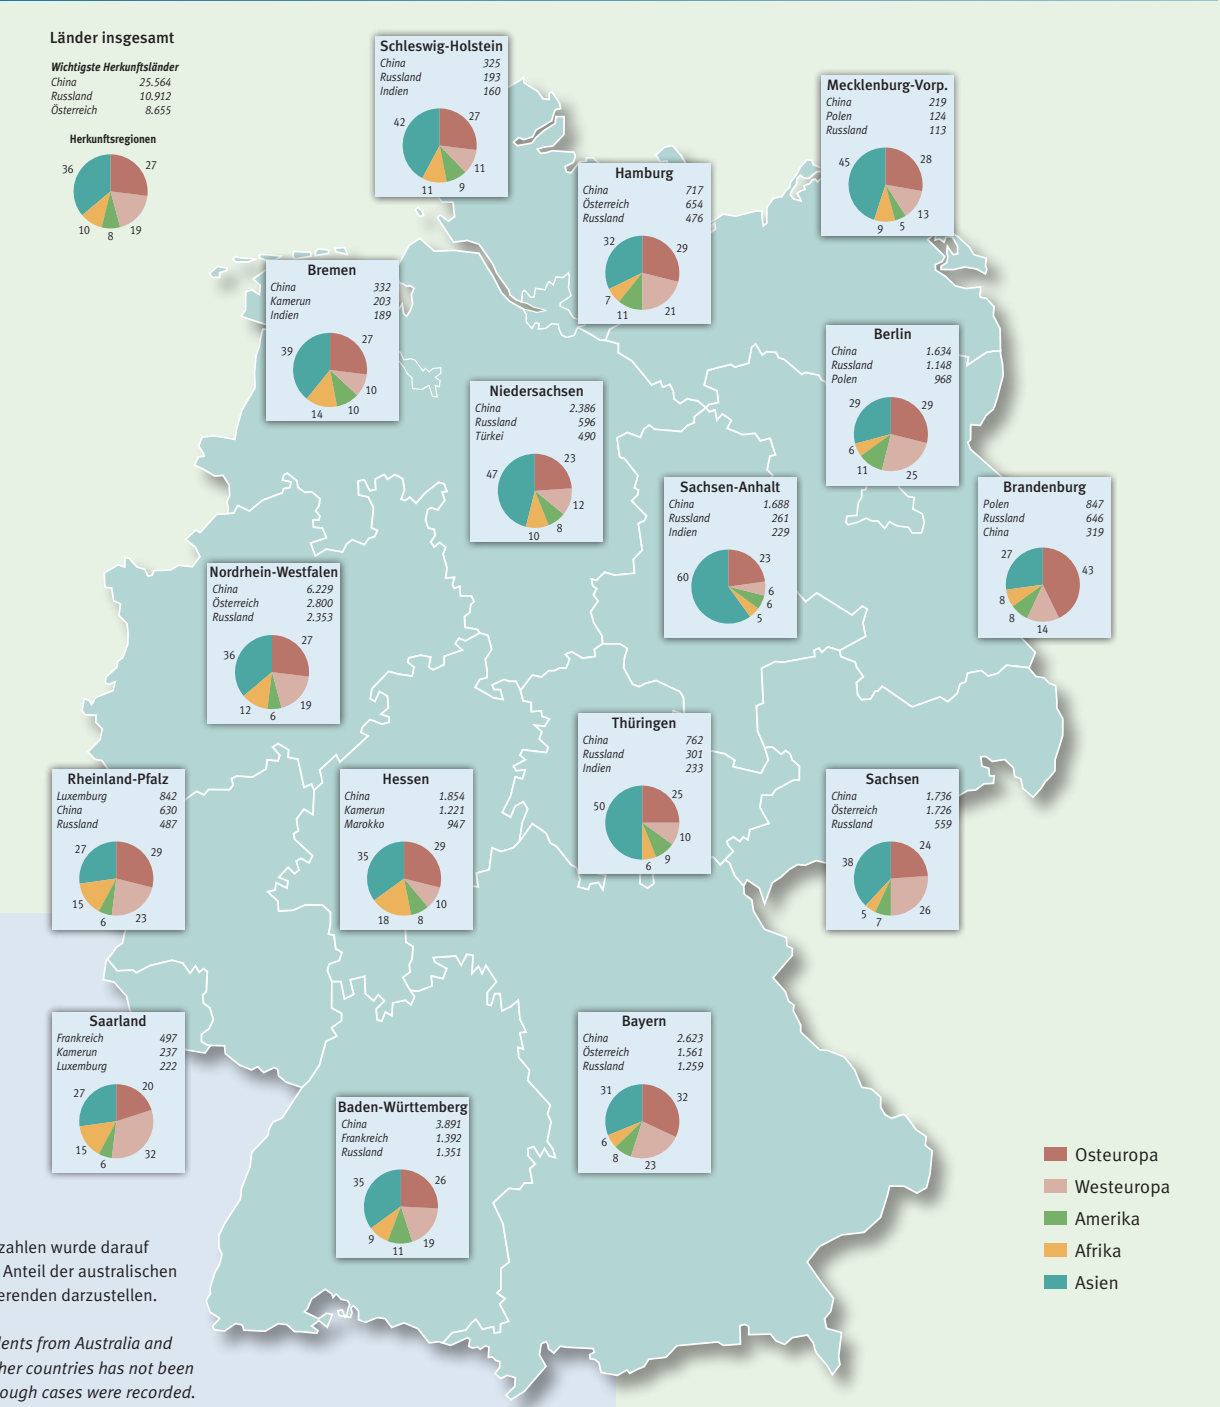 Länder insgesamt
Wichtigste Herkunftsländer
China 25.564
Russland 10.912
Österreich 8.655
Herkunftsregionen
36 27
10 8 19
Schleswig-Holstein
China 325
Russland 193
Indien 160
42 27
11
11 9
Mecklenburg-Vorp.
China 219
Polen 124
Russland 113
45 28
13
9 5
Hamburg
China 717
Österreich 654
Russland 476
32 29
7
11 21
Bremen
China 332
Kamerun 203
Indien 189
39 27
10
14 10
Berlin
China 1.634
Russland 1.148
Polen 968
29 29
6
11 25
Niedersachsen
China 2.386
Russland 596
Türkei 490
47 23
12
10 8
Sachsen-Anhalt
China 1.688
Russland 261
Indien 229
60 23
6
6
5
Brandenburg
Polen 847
Russland 646
China 319
27 43
8
8 14
Nordrhein-Westfalen
China 6.229
Österreich 2.800
Russland 2.353
36 27
12 6 19
Thüringen
China 762
Russland 301
Indien 233
50 25
10
6 9
Rheinland-Pfalz
Luxemburg 842
China 630
Russland 487
27 29
15
6 23
Hessen
China 1.854
Kamerun 1.221
Marokko 947
35 29
10
18 8
Sachsen
China 1.736
Österreich 1.726
Russland 559
38 24
5 7 26
Saarland
Frankreich 497
Kamerun 237
Luxemburg 222
27 20
15
6 32
Bayern
China 2.623
Österreich 1.561
Russland 1.259
31 32
6
8 23
Baden-Württemberg
China 3.891
Frankreich 1.392
Russland 1.351
35 26
9 11 19
Osteuropa
Westeuropa
Amerika
Afrika
Asien
zahlen wurde darauf
Anteil der australischen
erenden darzustellen.
lents from Australia and
her countries has not been
ough cases were recorded.